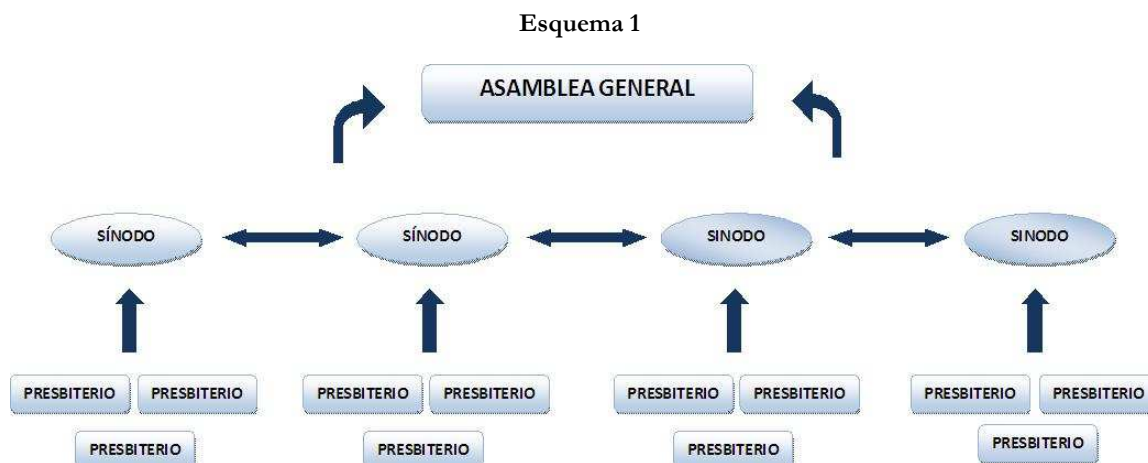 Esquema 1
ASAMBLEA GENERAL
SÍNODO SÍNODO SINODO SINODO
PRESBITERIO PRESBITERIO PRESBITERIO PRESBITERIO PRESBITERIO PRESBITERIO PRESBITERIO PRESBITERIO
PRESBITERIO PRESBITERIO PRESBITERIO PRESBITERIO